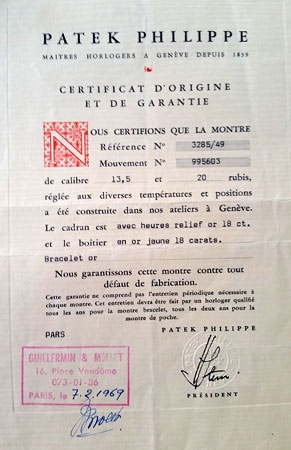 PATEK PHILIPPE
MAITRES HORLOGERS A GENÈVE DEPUIS 1839
CERTIFICAT D'ORIGINE
ET DE GARANTIE
NOUS CERTIFIONS QUE LA MONTRE
Référence No 3285/49
Mouvement No 995603
de calibre 13,5 et 20 rubis,
réglée aux diverses températures et positions
a été construite dans nos ateliers à Genève.
Le cadran est avec heures relief or 18 ct.
et le boîtier en or jaune 18 carats.
Bracelet or
Nous garantissons cette montre contre tout
défaut de fabrication.
Cette garantie ne comprend pas l'entretien périodique nécessaire à
chaque montre. Cet entretien devra être fait par un horloger qualifié
tous les ans pour la montre bracelet, tous les deux ans pour la
montre de poche.
PARS
PATEK PHILIPPE
GUILLERMIN &
16, Place Vendôme
073-01-36
PARIS, le 7-2-1969
PRÉSIDENT